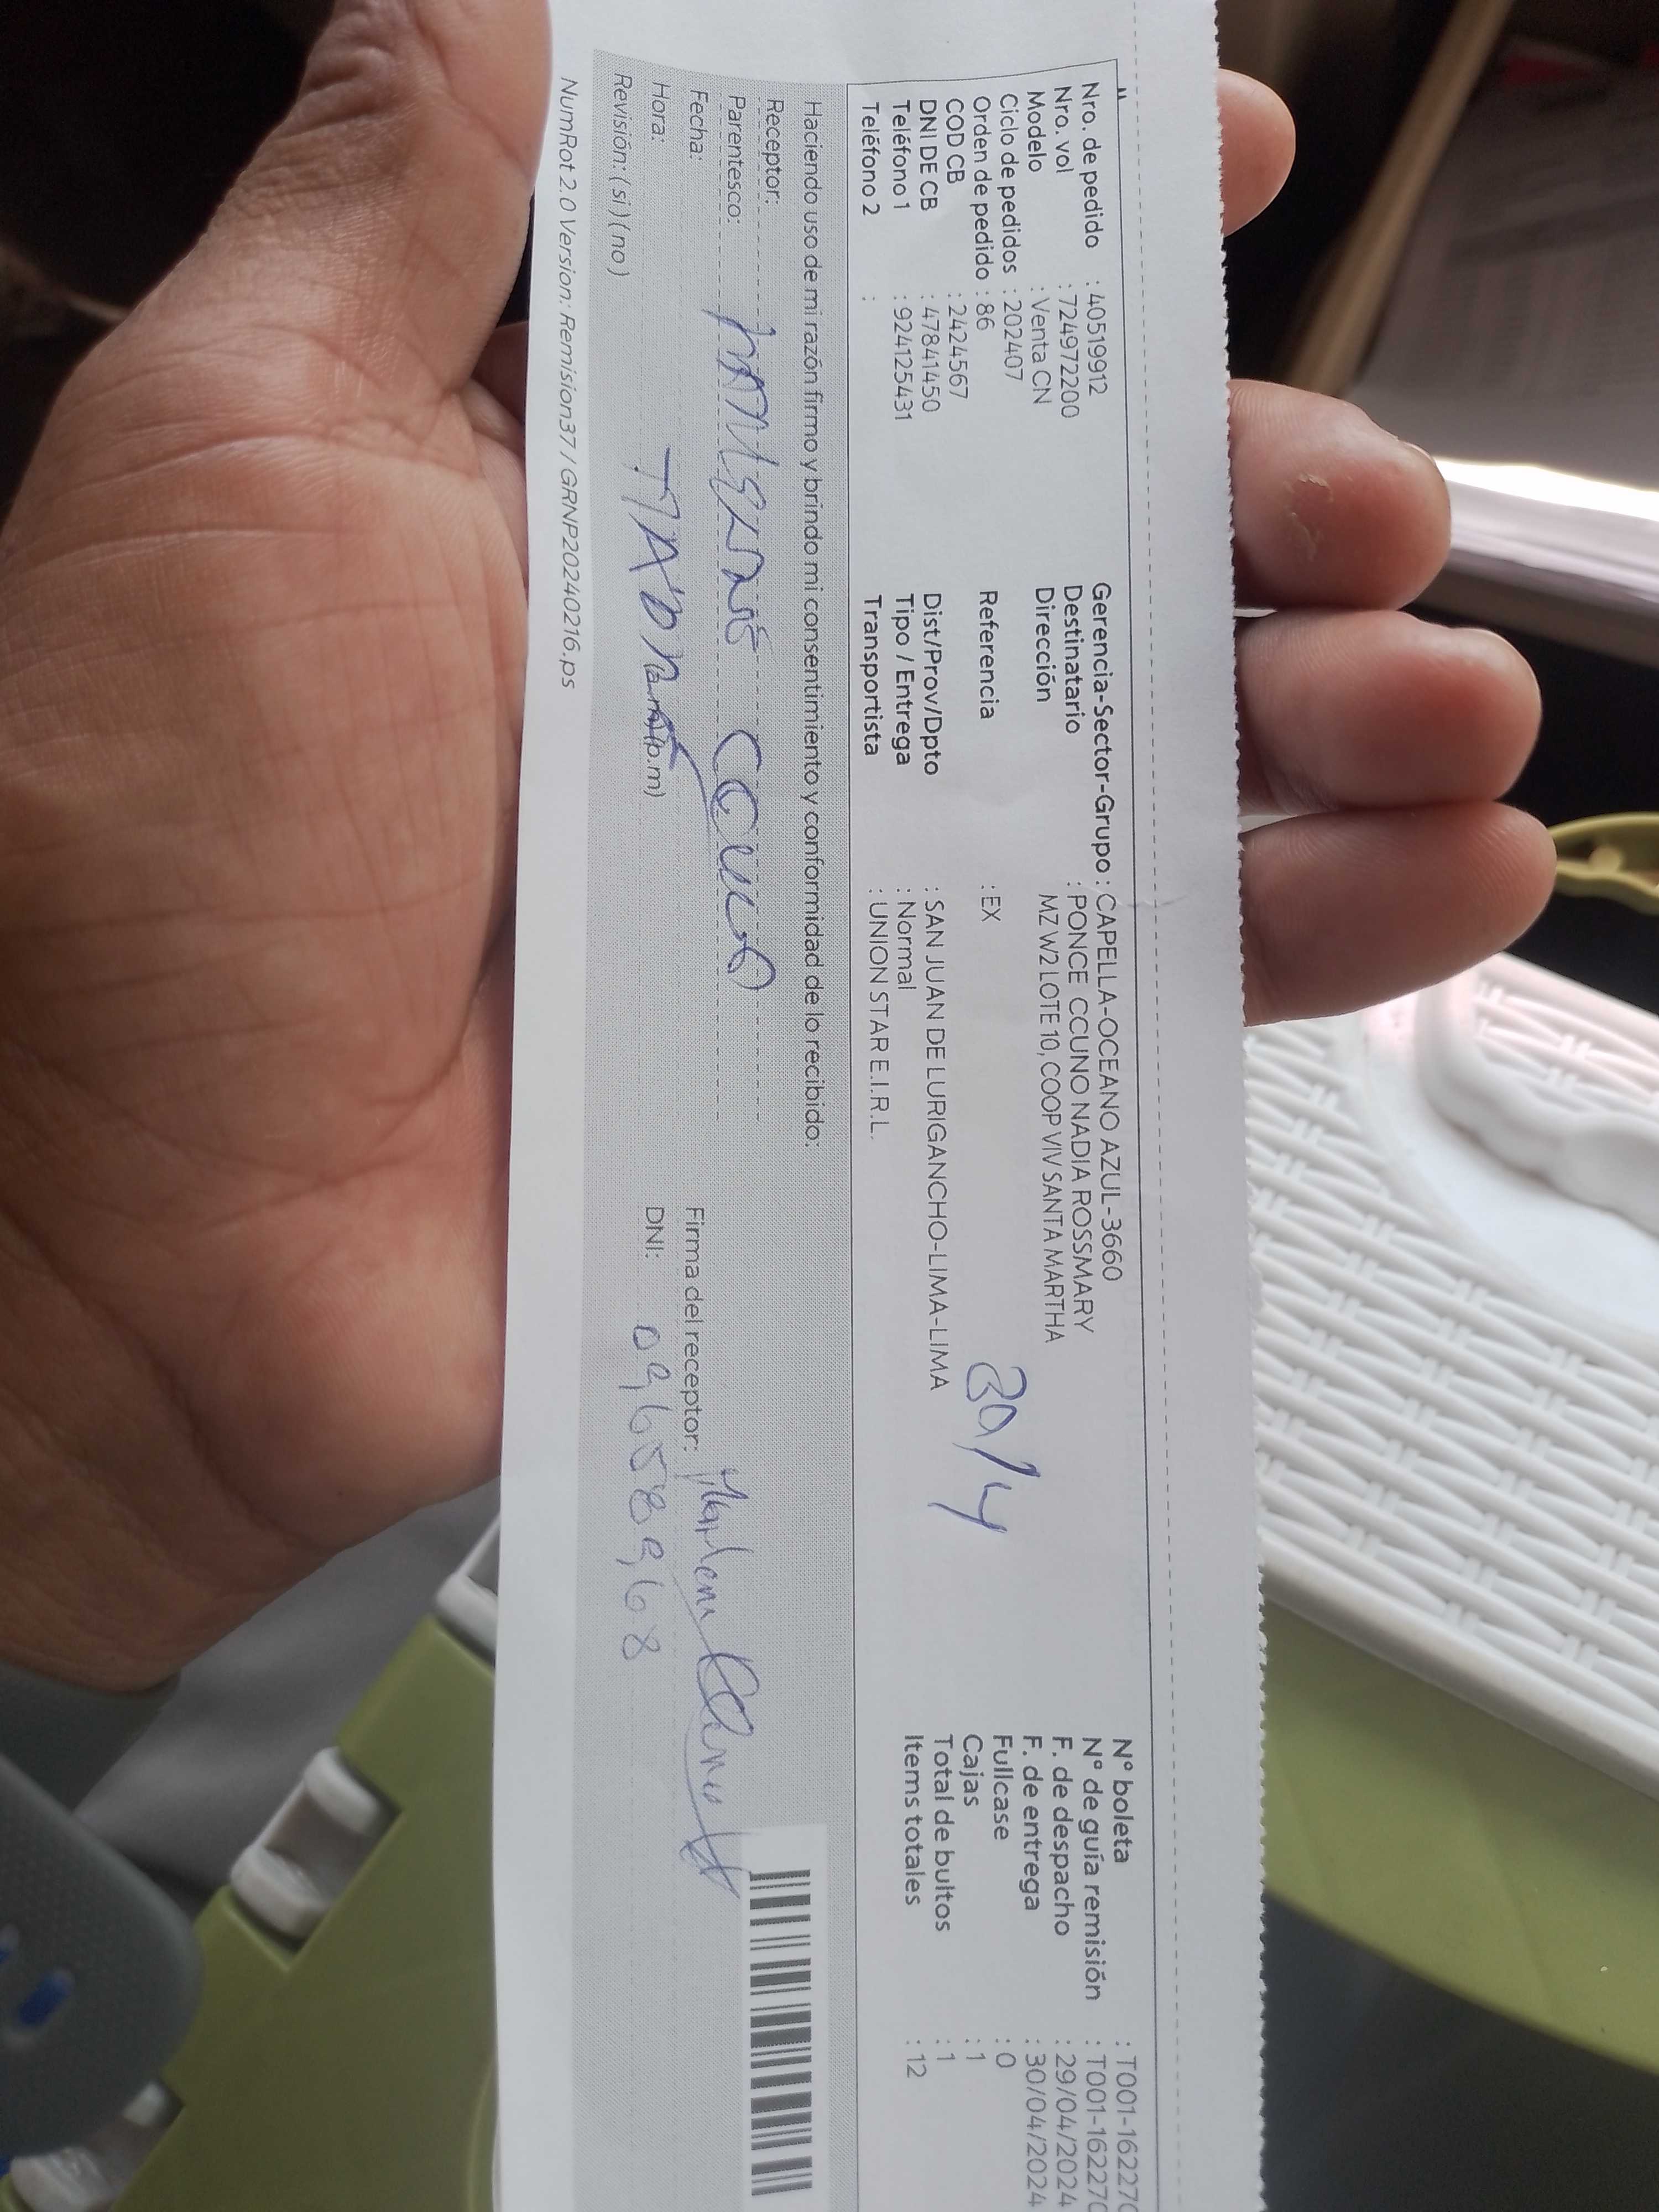 Nro. de pedido : 40519912
Nro. vol : 724972200
Modelo : Venta CN
Ciclo de pedidos : 202407
Orden de pedido : 86
COD CB : 2424567
DNI DE CB : 47841450
Teléfono 1 : 924125431
Teléfono 2 :
Gerencia-Sector-Grupo : CAPELLA-OCEANO AZUL-3660
Destinatario : PONCE CCUNO NADIA ROSSMARY
Dirección MZ W2 LOTE 10, COOP VIV SANTA MARTHA
Referencia : EX
30/4
Dist/Prov/Dpto : SAN JUAN DE LURIGANCHO-LIMA-LIMA
Tipo / Entrega : Normal
Transportista : UNION STAR E.I.R.L.
N° boleta : T001-162270
N° de guía remisión : T001-162270
F. de despacho : 29/04/2024
F. de entrega : 30/04/2024
Fullcase : 0
Cajas : 1
Total de bultos : 1
Items totales : 12
Haciendo uso de mi razón firmo y brindo mi consentimiento y conformidad de lo recibido:
Receptor:
Parentesco:
Fecha:
Hora: p.m)
Revisión: ( si ) ( no )
Firma del receptor:
DNI: 09658968
NumRot 2.0 Version: Remision37 / GRNP20240216.ps